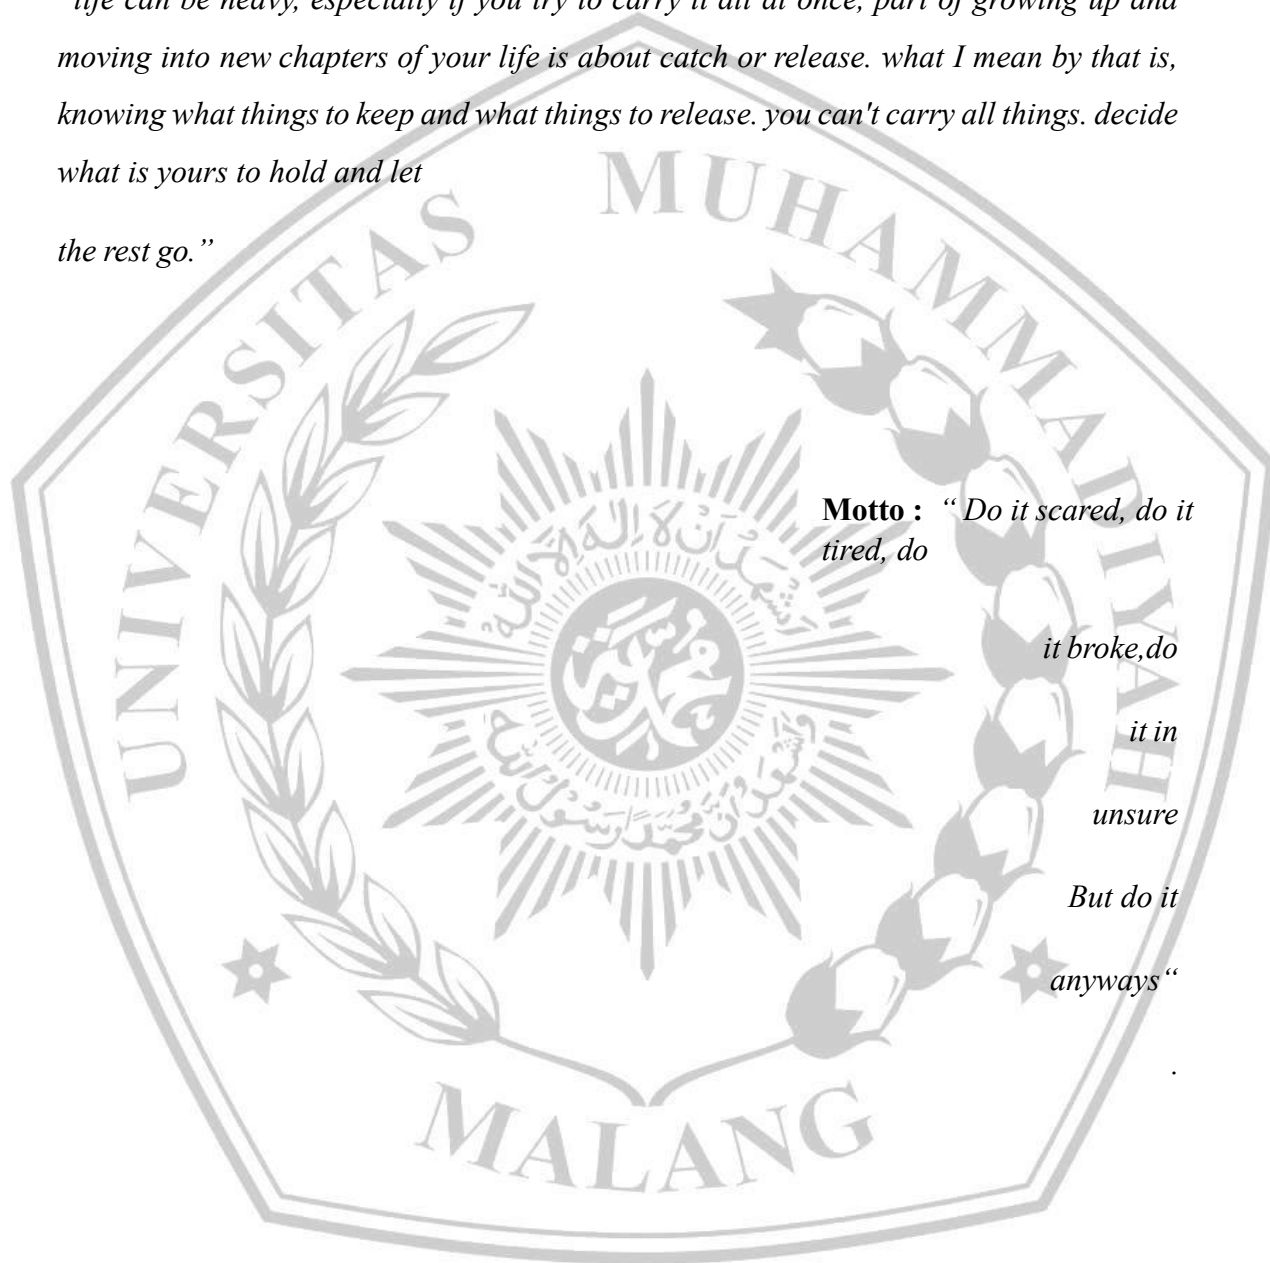 "life can be heavy, especially if you try to carry it all at once, part of growing up and
moving into new chapters of your life is about catch or release. what I mean by that is,
knowing what things to keep and what things to release. you can't carry all things. decide
what is yours to hold and let
the rest go.”
UNIVERSITAS MUHAMMADIYAH
Motto : “ Do it scared, do it
tired, do
it broke,do
it in
unsure
But do it
anyways“
.
MALANG